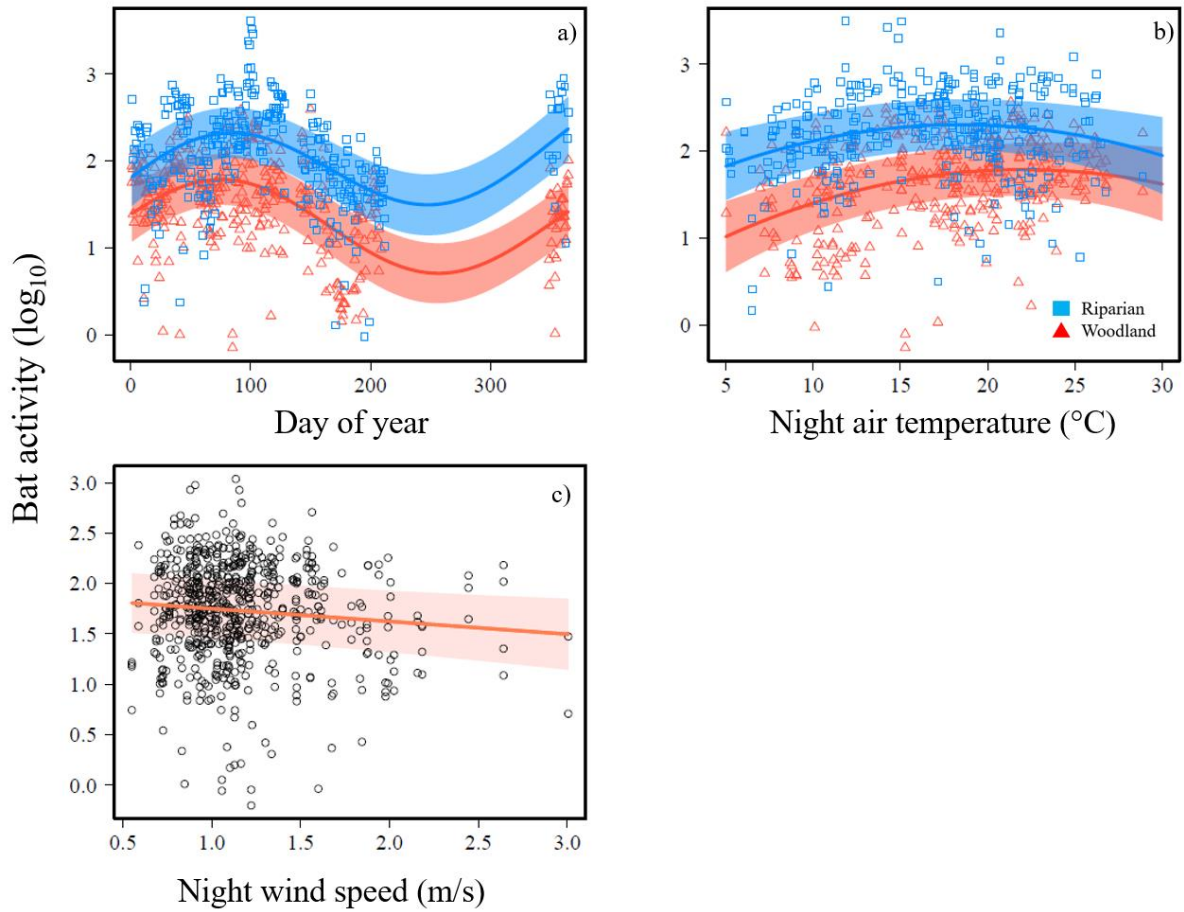 a)
3
2
1
0
0 100 200 300
Day of year
b)
3
2
1
0
Riparian
Woodland
5 10 15 20 25 30
Night air temperature (°C)
Bat activity (log10)
c)
3.0
2.5
2.0
1.5
1.0
0.5
0.0
0.5 1.0 1.5 2.0 2.5 3.0
Night wind speed (m/s)